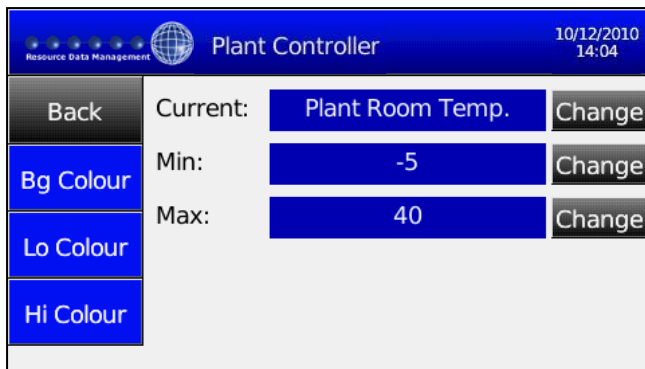 Resource Data Management
Plant Controller
10/12/2010
14:04
Back
Current:
Plant Room Temp.
Change
Bg Colour
Min:
-5
Change
Lo Colour
Max:
40
Change
Hi Colour